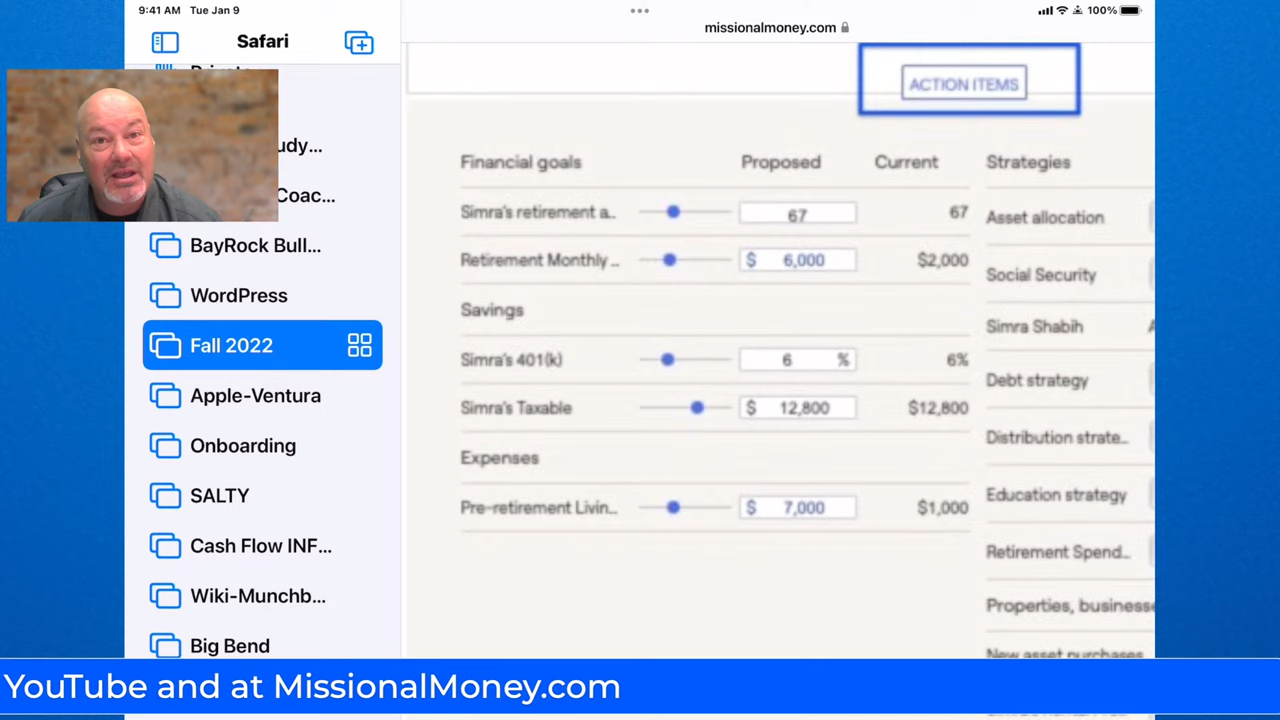 9:41 AM Tue Jan 9
100%
Safari
missionalmoney.com
ACTION ITEMS
udy...
Coac...
BayRock Bull...
WordPress
Fall 2022
Apple-Ventura
Onboarding
SALTY
Cash Flow INF...
Wiki-Munchb...
Big Bend
Financial goals Proposed Current
Simra's retirement a.. 67 67
Retirement Monthly ... $ 6,000 $2,000
Savings
Simra's 401(k) 6 % 6%
Simra's Taxable $ 12,800 $12,800
Expenses
Pre-retirement Livin... $ 7,000 $1,000
Strategies
Asset allocation
Social Security
Simra Shabih
Debt strategy
Distribution strate...
Education strategy
Retirement Spend...
Properties, business
New asset purchases
YouTube and at MissionalMoney.com